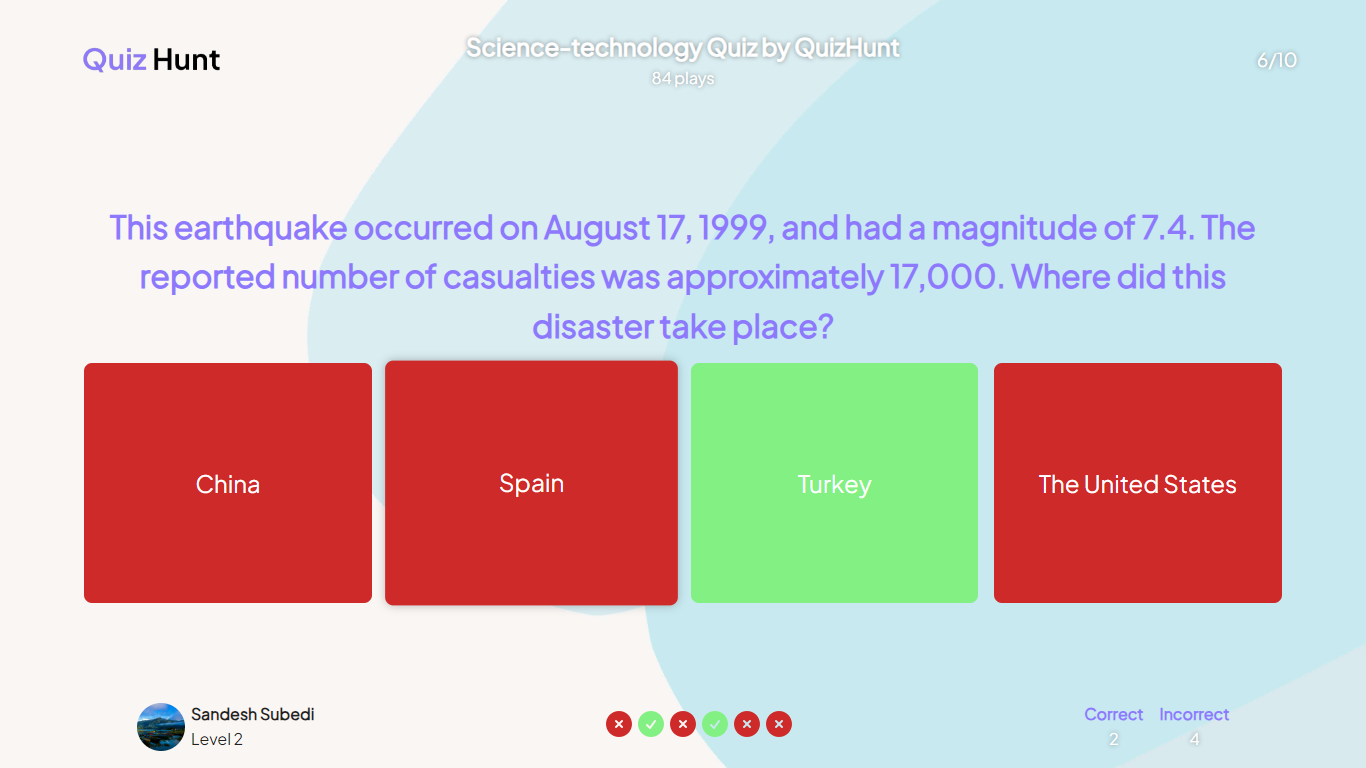 Quiz Hunt
Science-technology Quiz by QuizHunt
84 plays
6/10
This earthquake occurred on August 17, 1999, and had a magnitude of 7.4. The
reported number of casualties was approximately 17,000. Where did this
disaster take place?
China
Spain
Turkey
The United States
Sandesh Subedi
Level 2
Correct
2
Incorrect
4